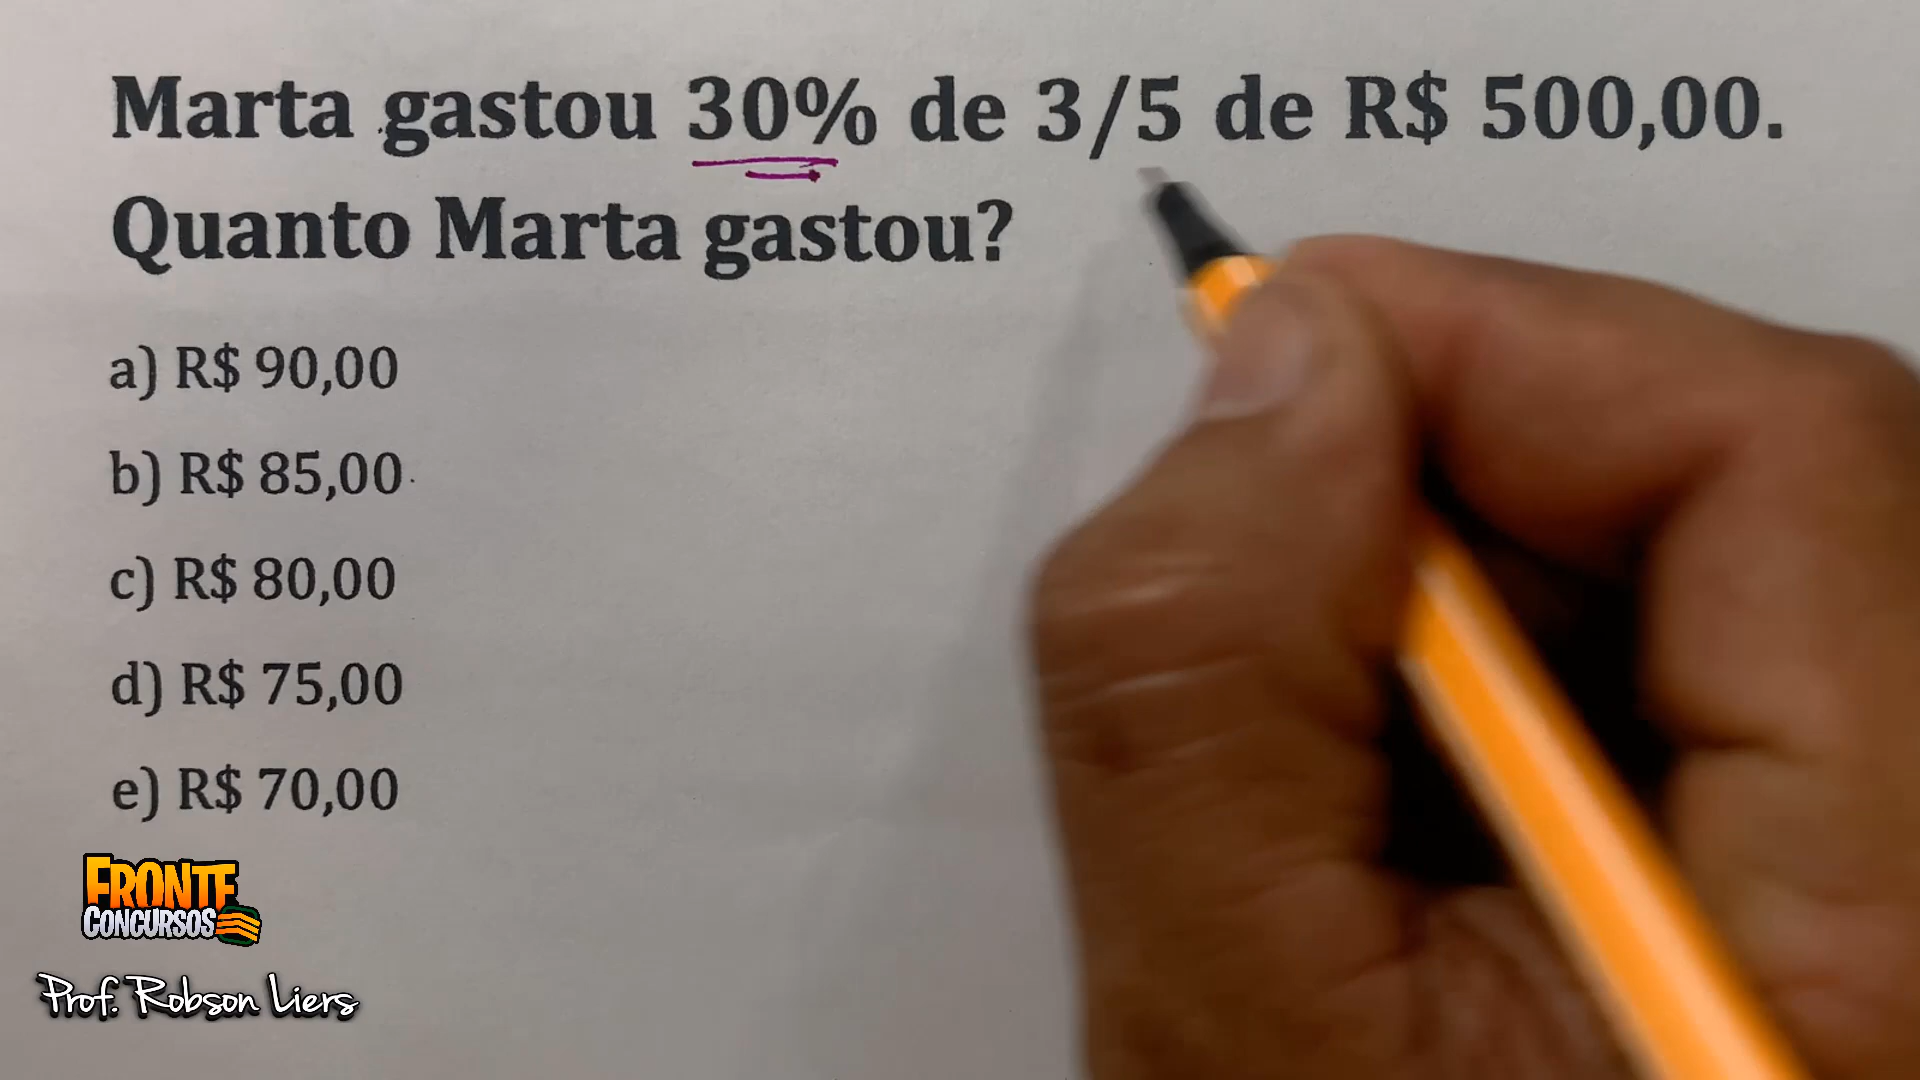 Marta gastou 30% de 3/5 de R$ 500,00.
Quanto Marta gastou?
a) R$ 90,00
b) R$ 85,00
c) R$ 80,00
d) R$ 75,00
e) R$ 70,00
FRONTE
CONCURSOS
Prof. Robson Liers